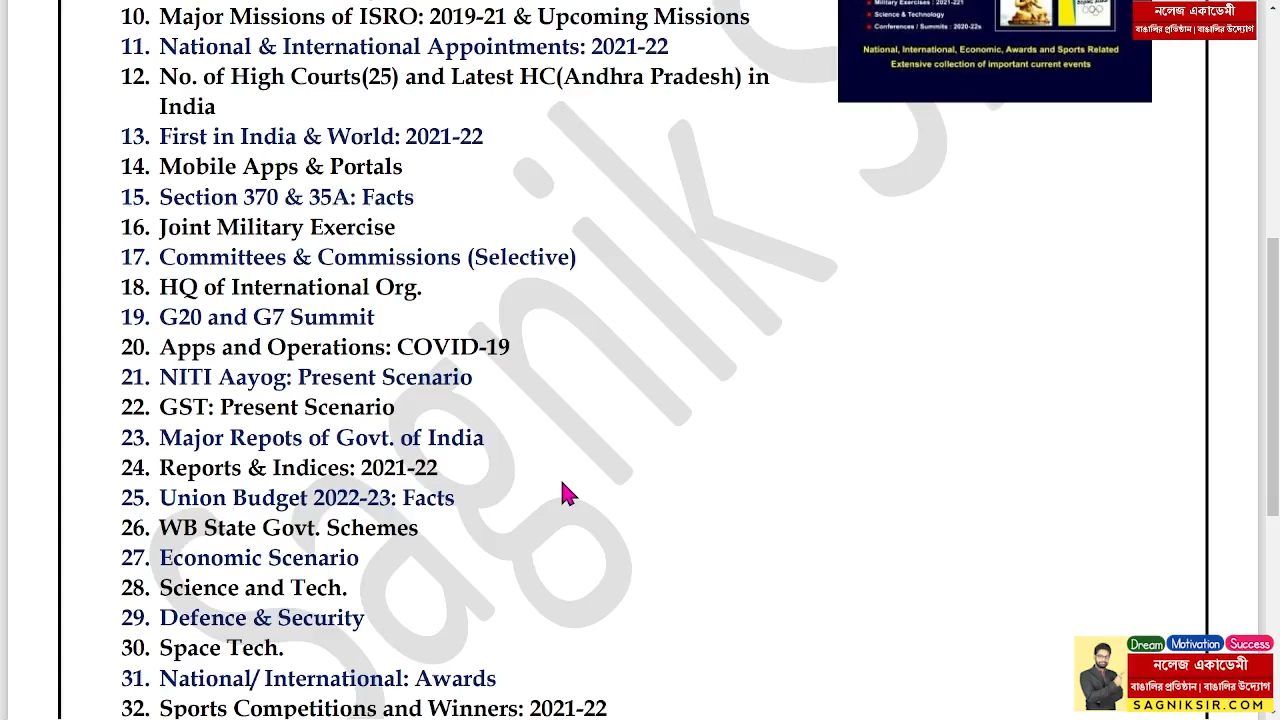 10. Major Missions of ISRO: 2019-21 & Upcoming Missions
11. National & International Appointments: 2021-22
12. No. of High Courts(25) and Latest HC(Andhra Pradesh) in
India
13. First in India & World: 2021-22
14. Mobile Apps & Portals
15. Section 370 & 35A: Facts
16. Joint Military Exercise
17. Committees & Commissions (Selective)
18. HQ of International Org.
19. G20 and G7 Summit
20. Apps and Operations: COVID-19
21. NITI Aayog: Present Scenario
22. GST: Present Scenario
23. Major Repots of Govt. of India
24. Reports & Indices: 2021-22
25. Union Budget 2022-23: Facts
26. WB State Govt. Schemes
27. Economic Scenario
28. Science and Tech.
29. Defence & Security
30. Space Tech.
31. National/ International: Awards
32. Sports Competitions and Winners: 2021-22
Sagnik
Science & Technology
National, International, Economic, Awards and Sports Related
Extensive collection of important current events
নলেজ একাডেমী
বাঙালির প্রতিষ্ঠান | বাঙালির উদ্যোগ
Dream Motivation Success
নলেজ একাডেমী
বাঙালির প্রতিষ্ঠান | বাঙালির উদ্যোগ
SAGNIKSIR.COM